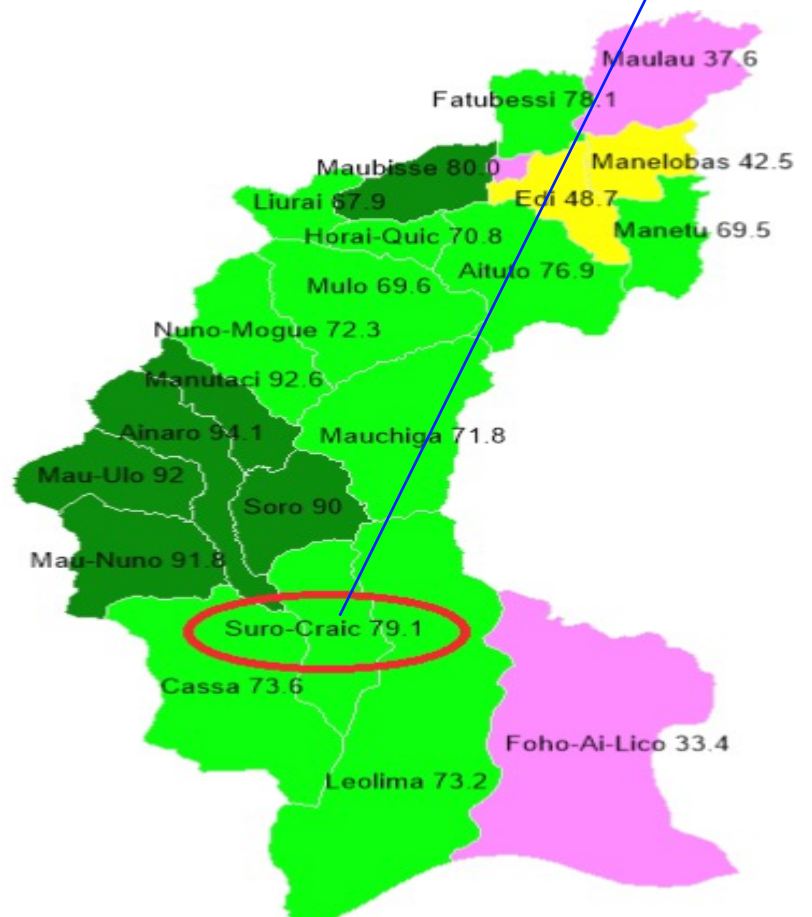 Maulau 37.6
Fatubessi 78.1
Manelobas 42.5
Maubisse 80.0
Edi 48.7
Liurai 67.9
Manetu 69.5
Horai-Quic 70.8
Aituto 76.9
Mulo 69.6
Nuno-Mogue 72.3
Manutaci 92.6
Ainaro 94.1
Mauchiga 71.8
Mau-Ulo 92
Soro 90
Mau-Nuno 91.8
Suro-Craic 79.1
Cassa 73.6
Foho-Ai-Lico 33.4
Leolima 73.2